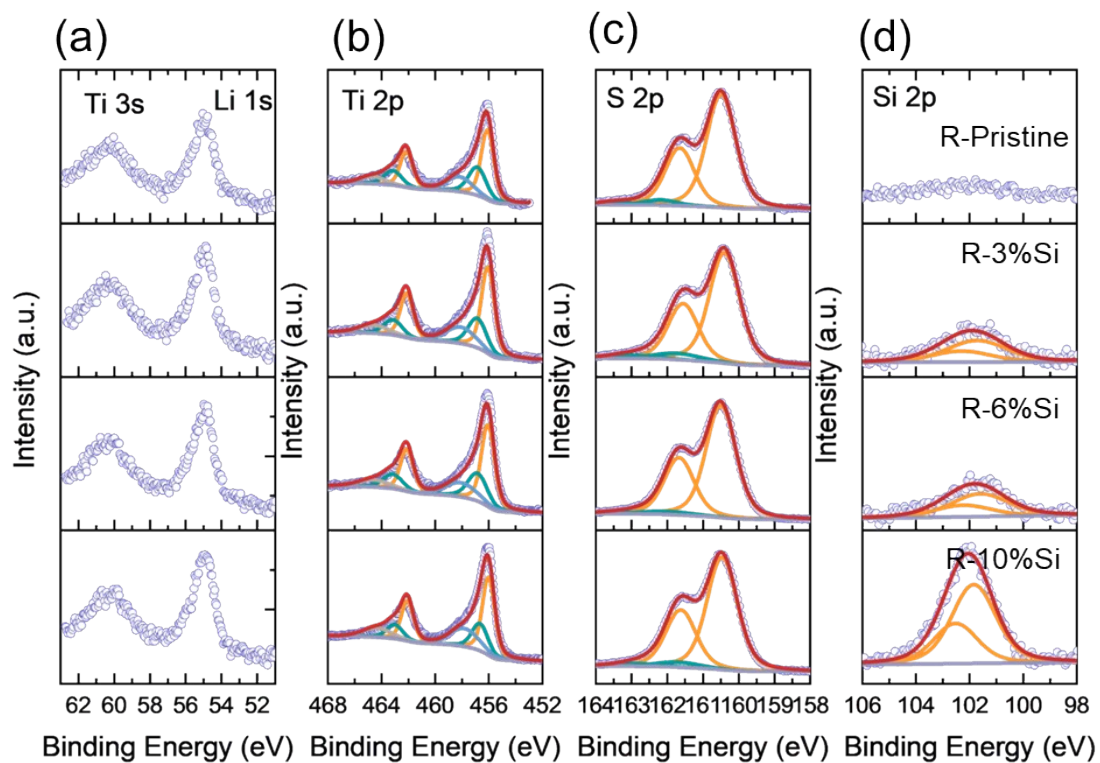 (a) (b) (c) (d)
Ti 3s Li 1s Ti 2p S 2p Si 2p
R-Pristine
R-3%Si
R-6%Si
R-10%Si
Intensity (a.u.) Intensity (a.u.) Intensity (a.u.) Intensity (a.u.)
62 60 58 56 54 52 468 464 460 456 452 164 163 162 161 160 159 158 106 104 102 100 98
Binding Energy (eV) Binding Energy (eV) Binding Energy (eV) Binding Energy (eV)